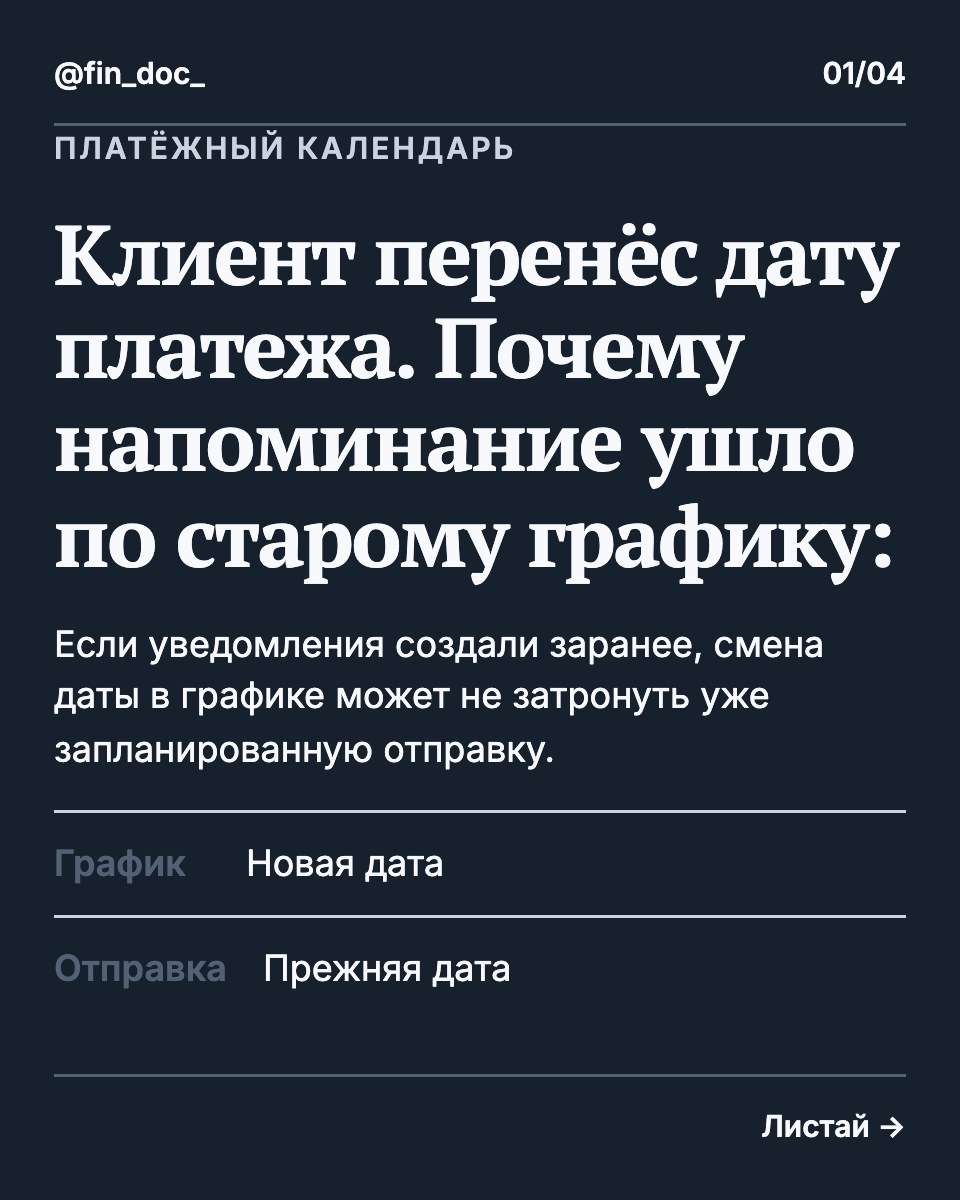 @fin_doc_
01/04
ПЛАТЁЖНЫЙ КАЛЕНДАРЬ
Клиент перенёс дату
платежа. Почему
напоминание ушло
по старому графику:
Если уведомления создали заранее, смена
даты в графике может не затронуть уже
запланированную отправку.
График Новая дата
Отправка Прежняя дата
Листай →